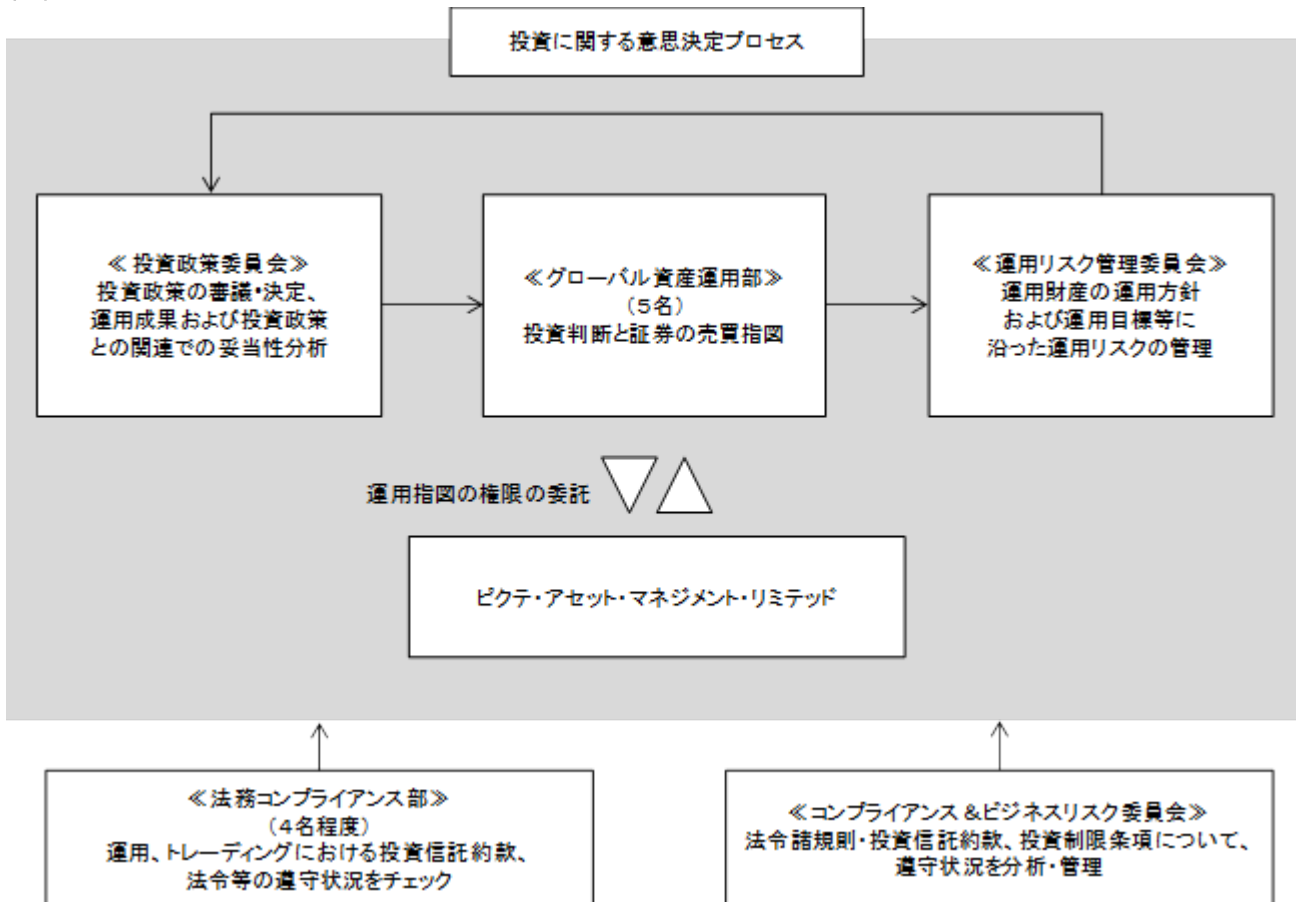 投資に関する意思決定プロセス
≪投資政策委員会≫
投資政策の審議・決定、
運用成果および投資政策
との関連での妥当性分析
≪グローバル資産運用部≫
(5名)
投資判断と証券の売買指図
≪運用リスク管理委員会≫
運用財産の運用方針
および運用目標等に
沿った運用リスクの管理
運用指図の権限の委託
ピクテ・アセット・マネジメント・リミテッド
≪法務コンプライアンス部≫
(4名程度)
運用、トレーディングにおける投資信託約款、
法令等の遵守状況をチェック
≪コンプライアンス&ビジネスリスク委員会≫
法令諸規則・投資信託約款、投資制限条項について、
遵守状況を分析・管理